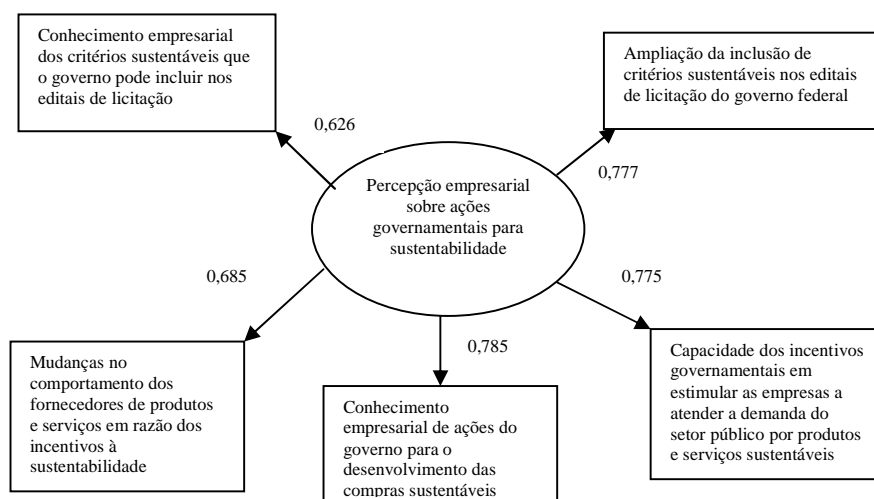 Conhecimento empresarial
dos critérios sustentáveis que
o governo pode incluir nos
editais de licitação
Ampliação da inclusão de
critérios sustentáveis nos editais
de licitação do governo federal
0,626
0,777
Percepção empresarial
sobre ações
governamentais para
sustentabilidade
0,685
0,775
0,785
Mudanças no
comportamento dos
fornecedores de produtos
e serviços em razão dos
incentivos à
sustentabilidade
Conhecimento
empresarial de ações do
governo para o
desenvolvimento das
compras sustentáveis
Capacidade dos incentivos
governamentais em
estimular as empresas a
atender a demanda do
setor público por produtos
e serviços sustentáveis